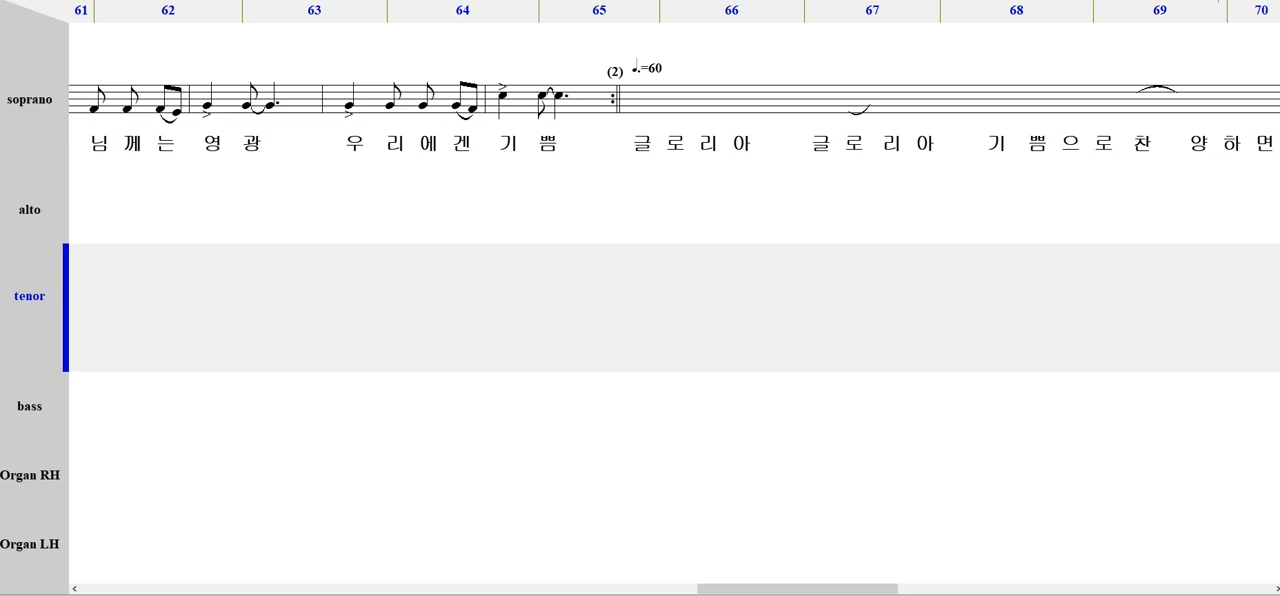 61 62 63 64 65 66 67 68 69 70
(2) ♩.=60
soprano
님 께 는 영 광 우 리 에 겐 기 쁨 글 로 리 아 글 로 리 아 기 쁨 으 로 찬 양 하 면
alto
tenor
bass
Organ RH
Organ LH